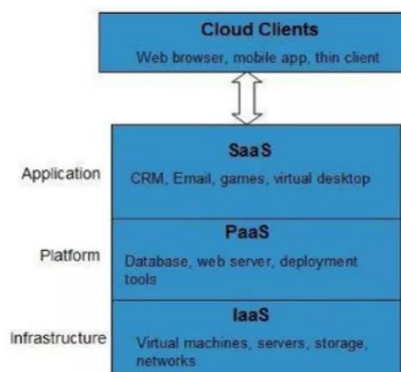 Cloud Clients
Web browser, mobile app, thin client
SaaS
Application
CRM, Email, games, virtual desktop
PaaS
Platform
Database, web server, deployment
tools
IaaS
Infrastructure
Virtual machines, servers, storage,
networks